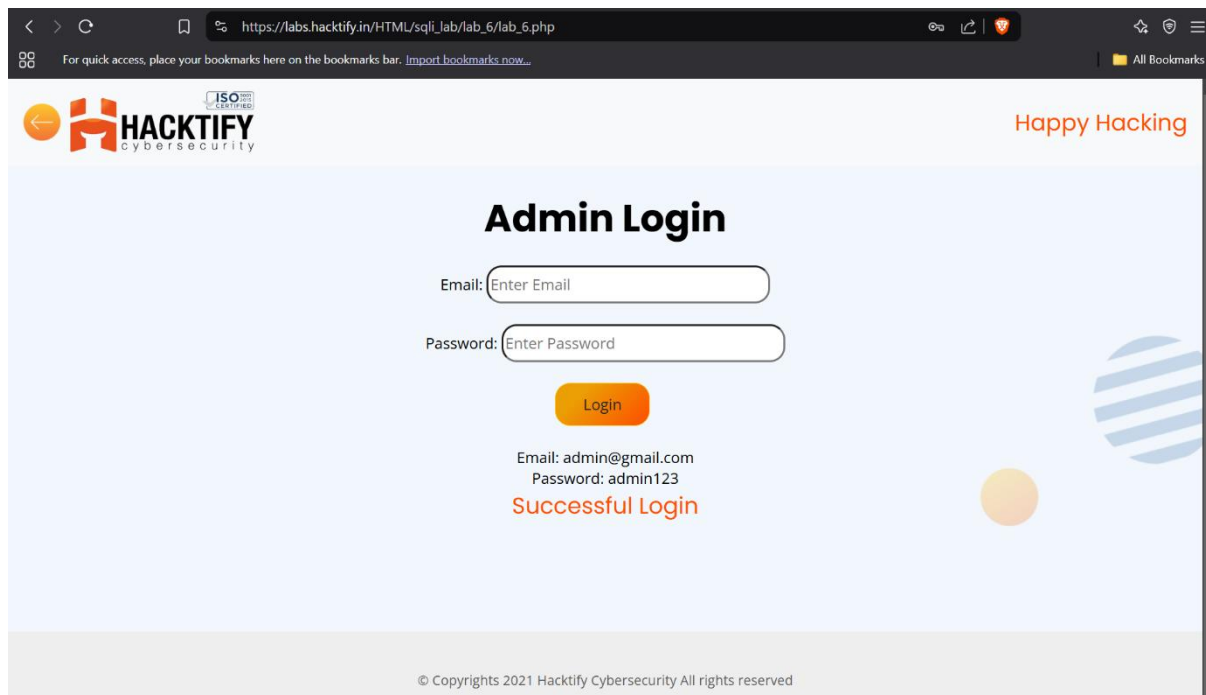 https://labs.hacktify.in/HTML/sqli_lab/lab_6/lab_6.php
For quick access, place your bookmarks here on the bookmarks bar. Import bookmarks now...
All Bookmarks
ISO
CERTIFIED
HACKTIFY
cybersecurity
Happy Hacking
Admin Login
Email: Enter Email
Password: Enter Password
Login
Email: admin@gmail.com
Password: admin123
Successful Login
© Copyrights 2021 Hacktify Cybersecurity All rights reserved